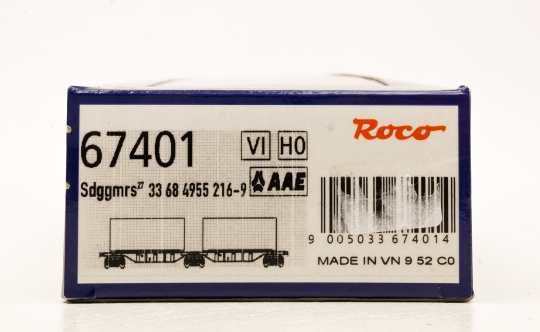 67401
VI H0
Roco
Sdggmrs²⁷ 33 68 4955 216-9
AAE
9 005033 674014
MADE IN VN 9 52 C0